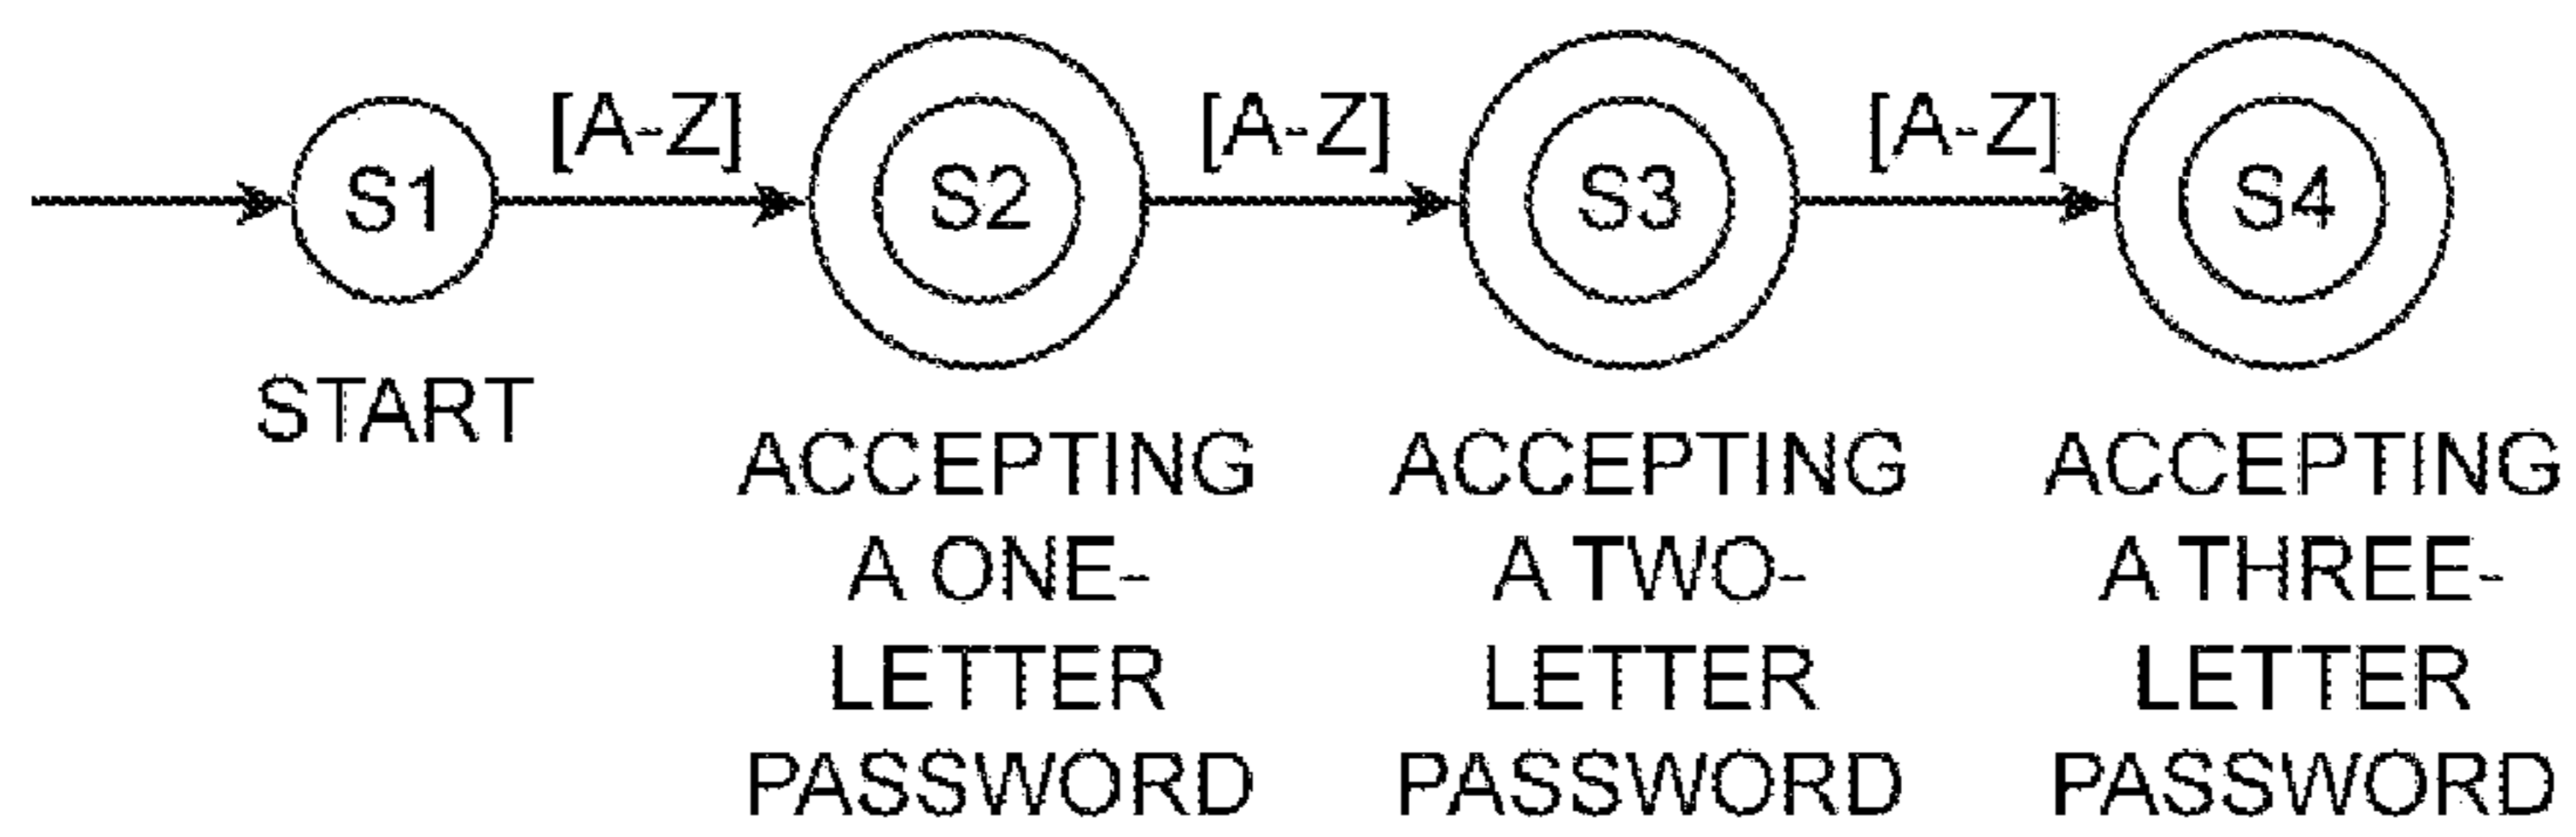 [A-Z] [A-Z] [A-Z]
S1 S2 S3 S4
START
ACCEPTING ACCEPTING ACCEPTING
A ONE- A TWO- A THREE-
LETTER LETTER LETTER
PASSWORD PASSWORD PASSWORD